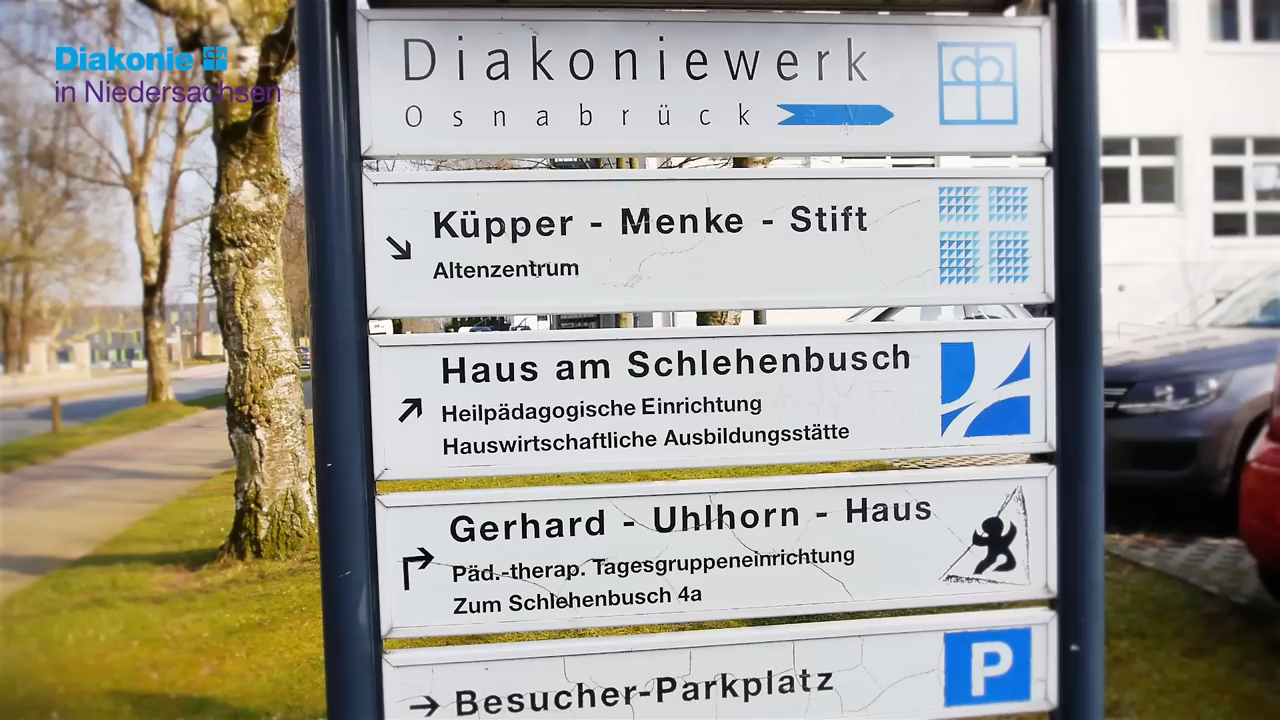 Diakonie
in Niedersachsen
Diakoniewerk
Osnabrück
Küpper - Menke - Stift
Altenzentrum
Haus am Schlehenbusch
Heilpädagogische Einrichtung
Hauswirtschaftliche Ausbildungsstätte
Gerhard - Uhlhorn - Haus
Päd.-therap. Tagesgruppeneinrichtung
Zum Schlehenbusch 4a
Besucher-Parkplatz
P